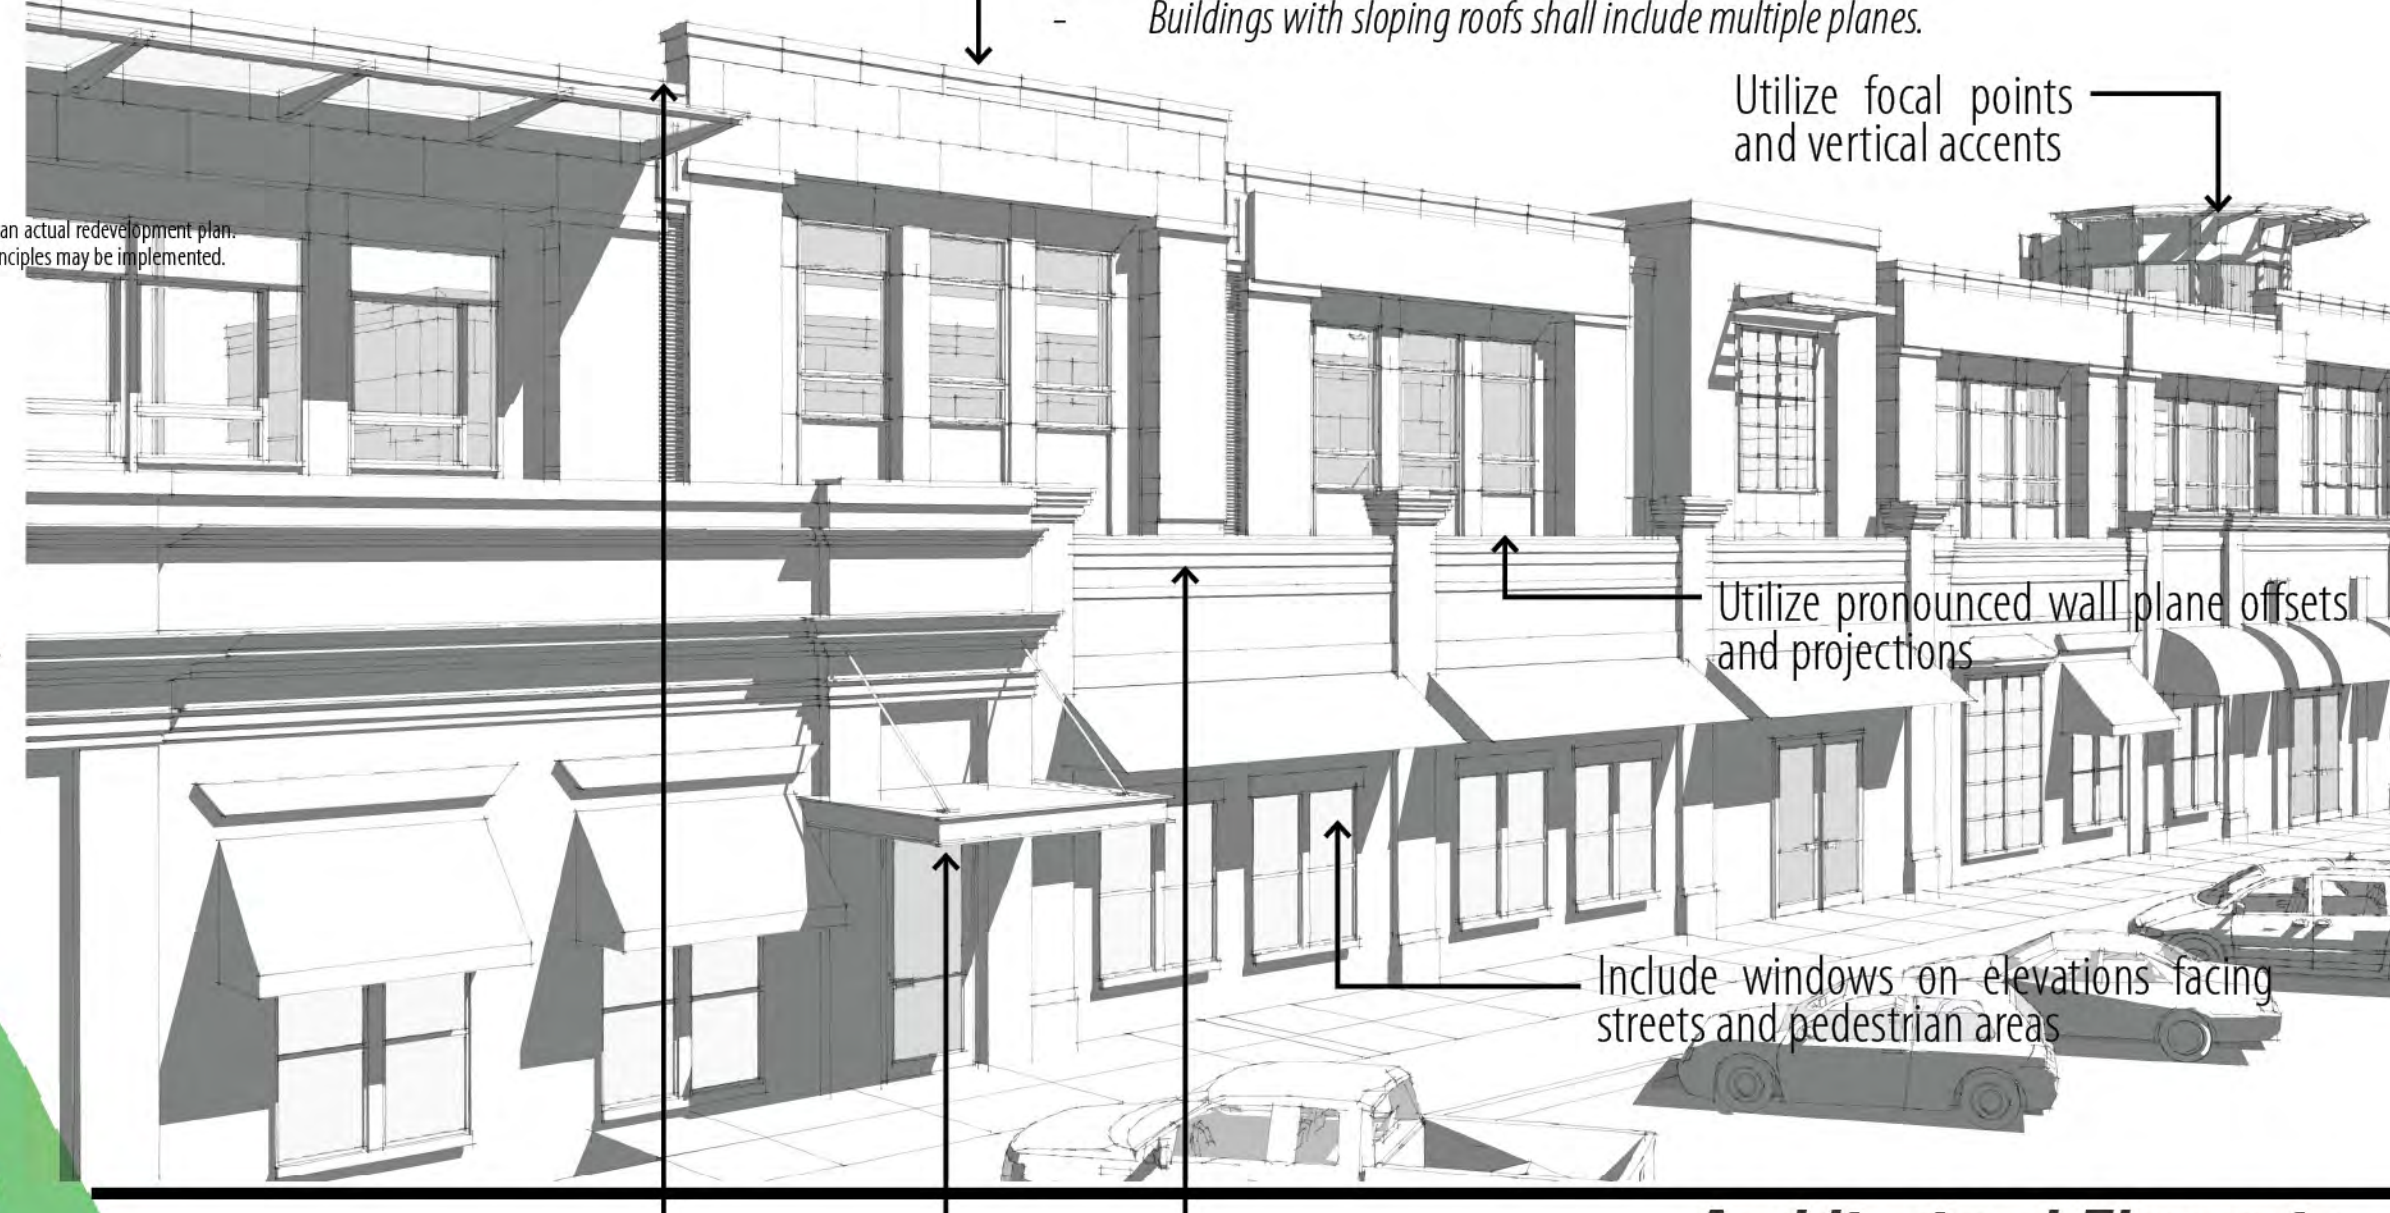 - Buildings with sloping roofs shall include multiple planes.
Utilize focal points
and vertical accents
an actual redevelopment plan.
nciples may be implemented.
Utilize pronounced wall plane offsets
and projections
Include windows on elevations facing
streets and pedestrian areas